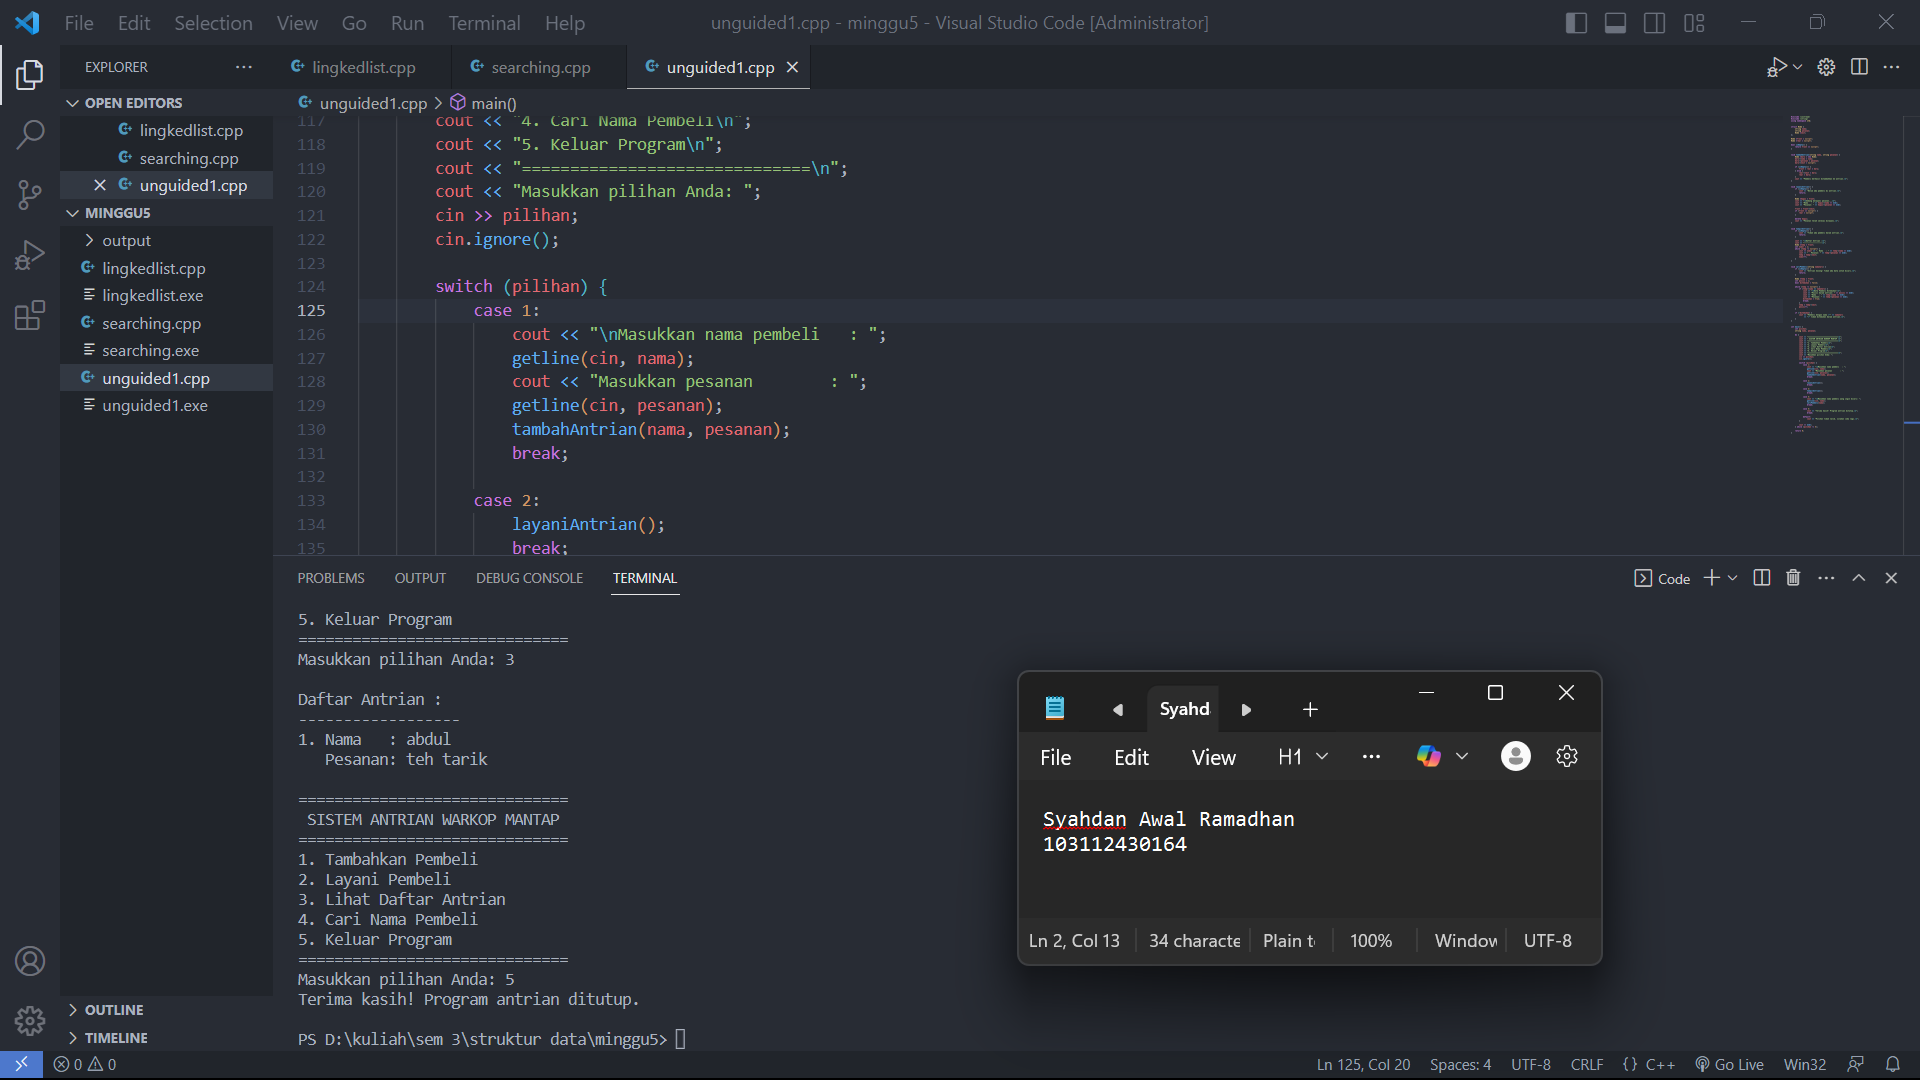 File Edit Selection View Go Run Terminal Help
unguided1.cpp - minggu5 - Visual Studio Code [Administrator]
EXPLORER
lingkedlist.cpp
searching.cpp
unguided1.cpp
OPEN EDITORS
lingkedlist.cpp
searching.cpp
unguided1.cpp
MINGGU5
output
lingkedlist.cpp
lingkedlist.exe
searching.cpp
searching.exe
unguided1.cpp
unguided1.exe
OUTLINE
TIMELINE
unguided1.cpp > main()
117 cout << "4. Cari Nama Pembeli\n";
118 cout << "5. Keluar Program\n";
119 cout << "==============================\n";
120 cout << "Masukkan pilihan Anda: ";
121 cin >> pilihan;
122 cin.ignore();
123
124 switch (pilihan) {
125 case 1:
126 cout << "\nMasukkan nama pembeli   : ";
127 getline(cin, nama);
128 cout << "Masukkan pesanan        : ";
129 getline(cin, pesanan);
130 tambahAntrian(nama, pesanan);
131 break;
132
133 case 2:
134 layaniAntrian();
135 break;
PROBLEMS OUTPUT DEBUG CONSOLE TERMINAL
Code
5. Keluar Program
==============================
Masukkan pilihan Anda: 3
Daftar Antrian :
------------------
1. Nama   : abdul
   Pesanan: teh tarik
==============================
 SISTEM ANTRIAN WARKOP MANTAP
==============================
1. Tambahkan Pembeli
2. Layani Pembeli
3. Lihat Daftar Antrian
4. Cari Nama Pembeli
5. Keluar Program
==============================
Masukkan pilihan Anda: 5
Terima kasih! Program antrian ditutup.
PS D:\kuliah\sem 3\struktur data\minggu5>
Syahd
File Edit View H1
Syahdan Awal Ramadhan
103112430164
Ln 2, Col 13 34 characte Plain t 100% Window UTF-8
0 0
Ln 125, Col 20 Spaces: 4 UTF-8 CRLF {} C++ Go Live Win32